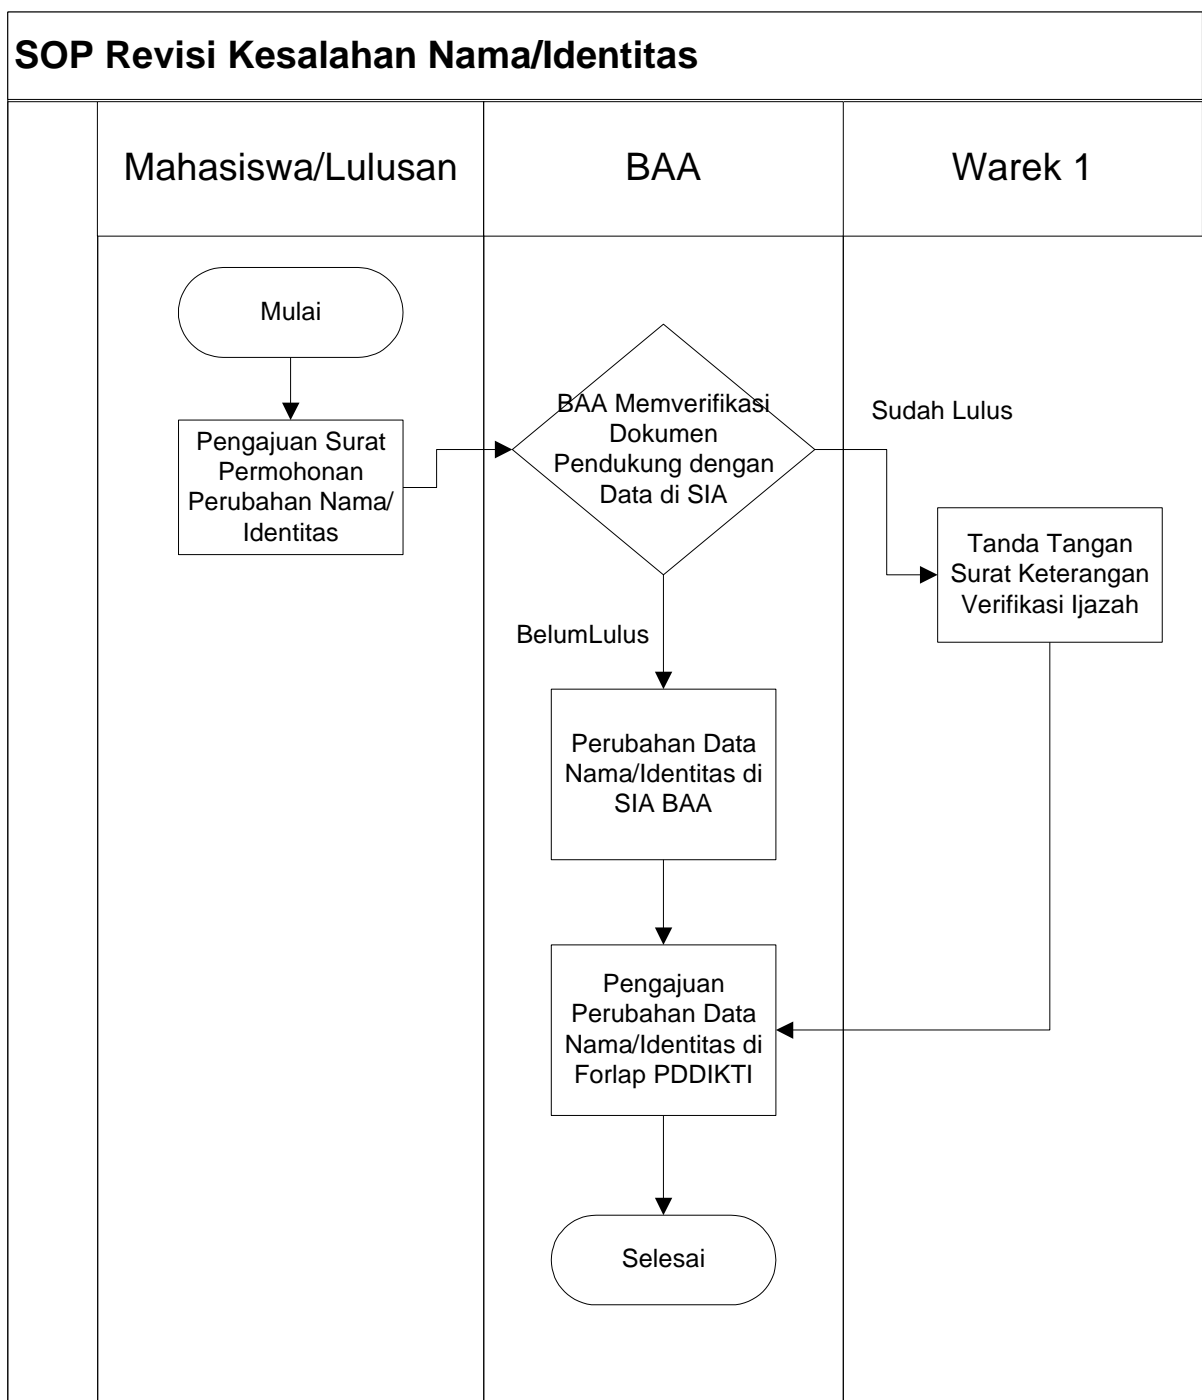 SOP Revisi Kesalahan Nama/Identitas
Mahasiswa/Lulusan
BAA
Warek 1
Mulai
Pengajuan Surat
Permohonan
Perubahan Nama/
Identitas
BAA Memverifikasi
Dokumen
Pendukung dengan
Data di SIA
Sudah Lulus
Tanda Tangan
Surat Keterangan
Verifikasi Ijazah
BelumLulus
Perubahan Data
Nama/Identitas di
SIA BAA
Pengajuan
Perubahan Data
Nama/Identitas di
Forlap PDDIKTI
Selesai